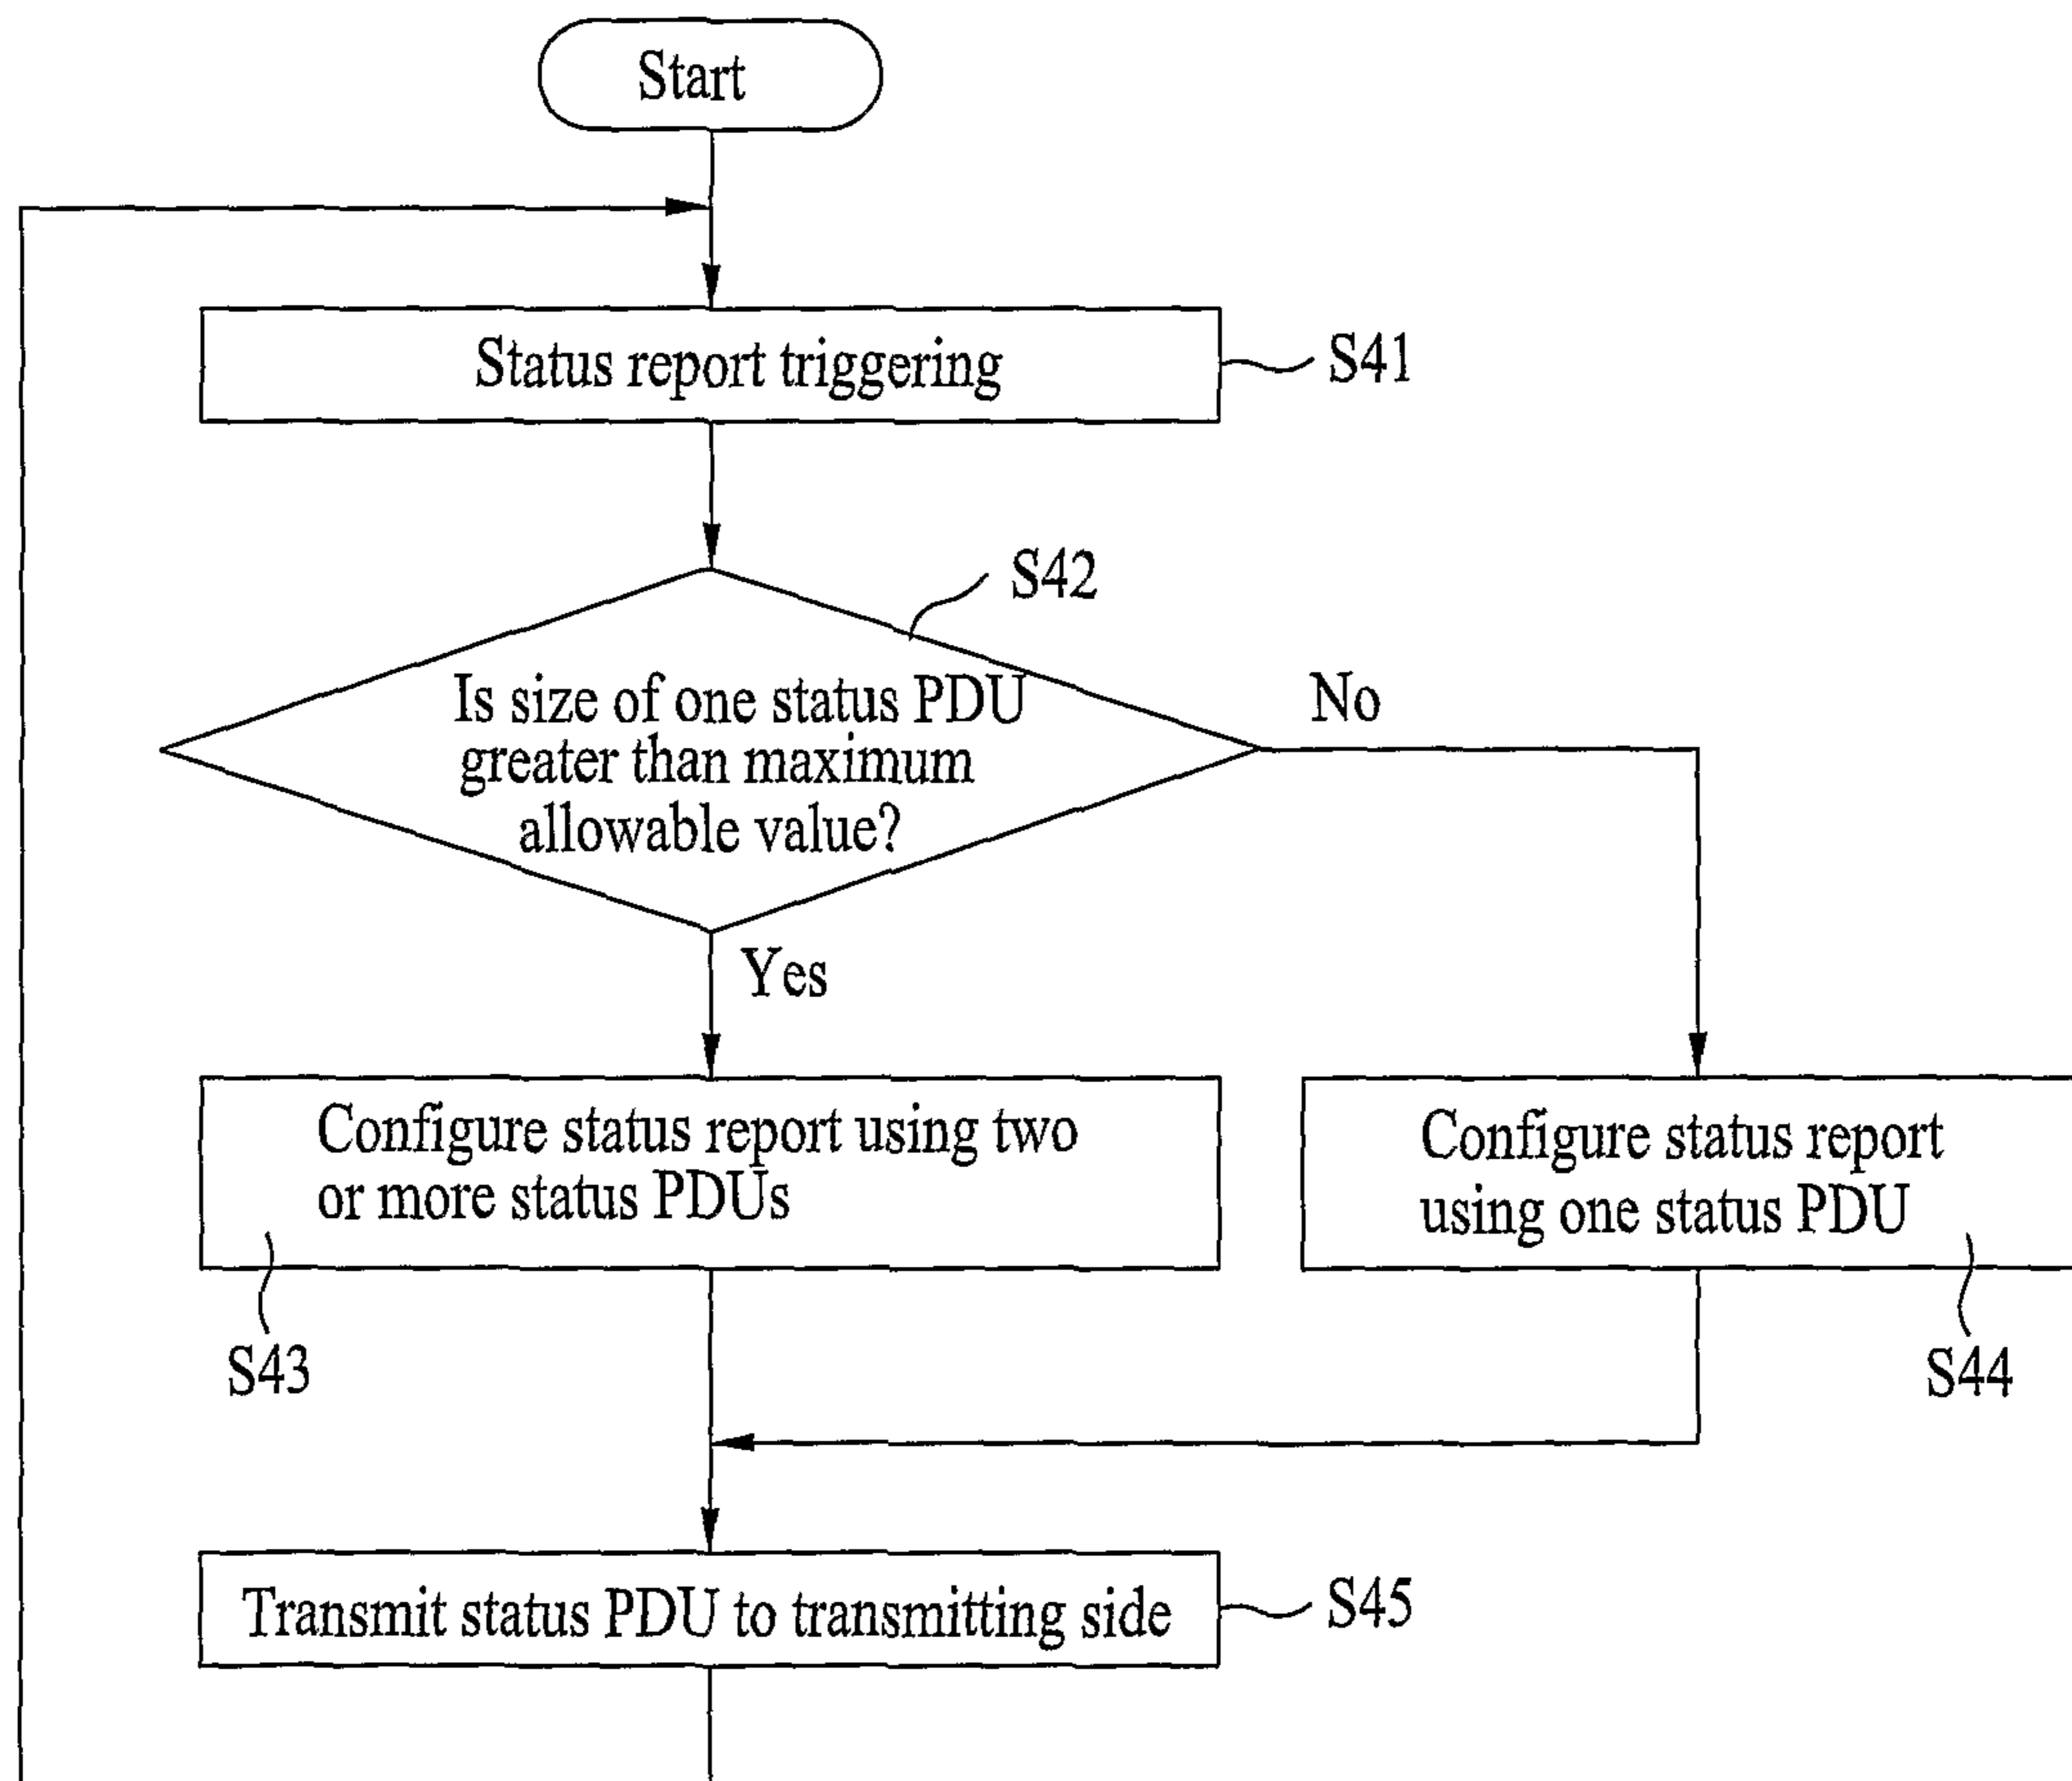 Start
Status report triggering
S41
S42
Is size of one status PDU
greater than maximum
allowable value?
No
Yes
Configure status report using two
or more status PDUs
Configure status report
using one status PDU
S43
S44
Transmit status PDU to transmitting side
S45